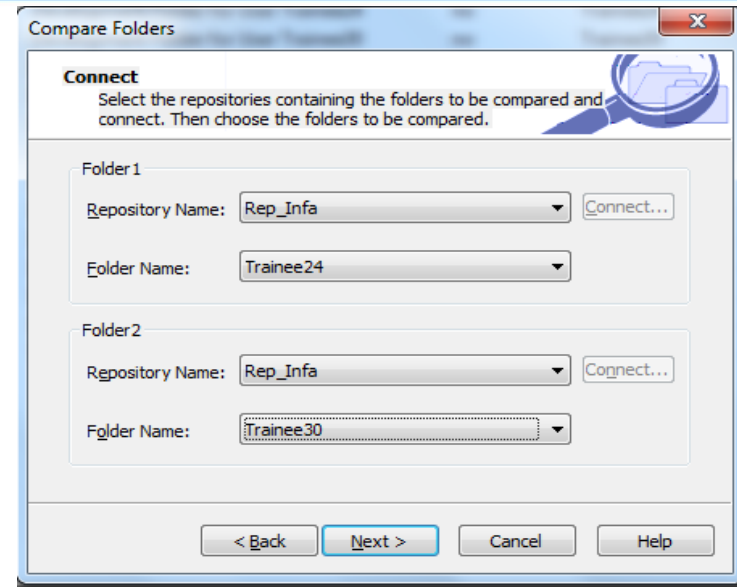 Compare Folders
Connect
Select the repositories containing the folders to be compared and
connect. Then choose the folders to be compared.
Folder1
Repository Name: Rep_Infa Connect...
Folder Name: Trainee24
Folder2
Repository Name: Rep_Infa Connect...
Folder Name: Trainee30
< Back Next > Cancel Help